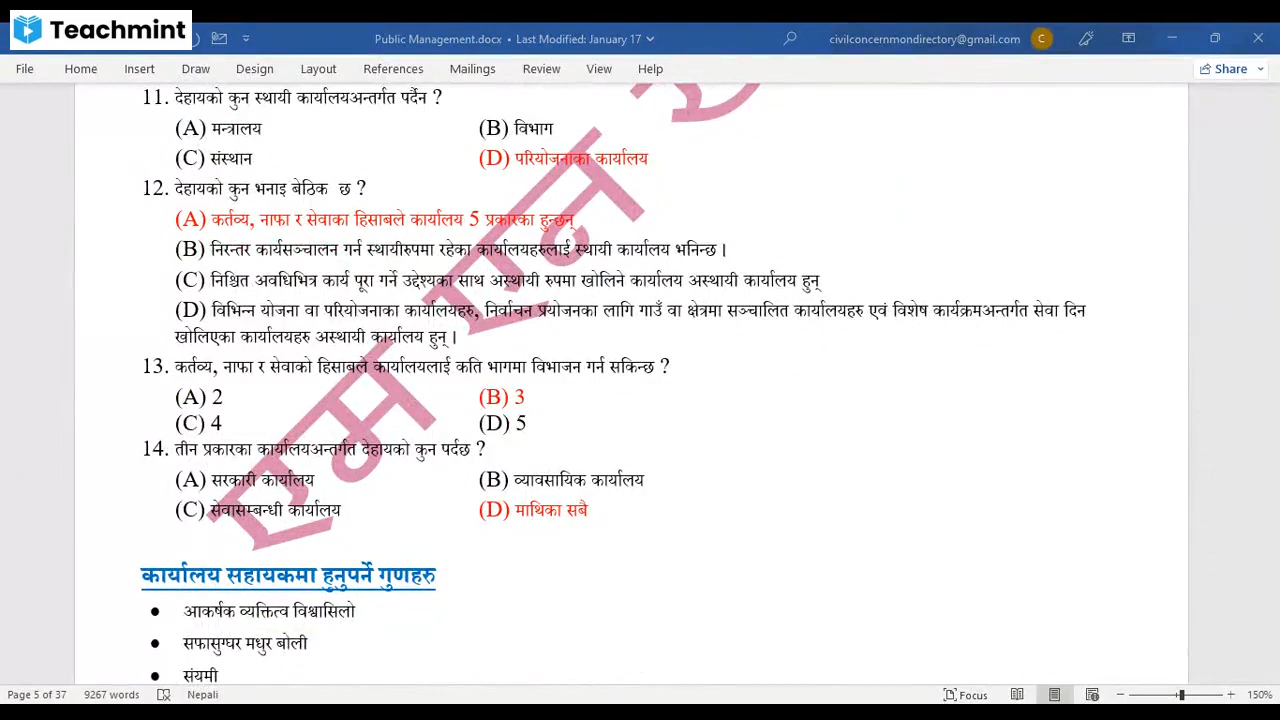 Teachmint
Public Management.docx • Last Modified: January 17
civilconcernmondirectory@gmail.com C
File Home Insert Draw Design Layout References Mailings Review View Help Share
11. देहायको कुन स्थायी कार्यालयअन्तर्गत पर्दैन ?
(A) मन्त्रालय (B) विभाग
(C) संस्थान (D) परियोजनाका कार्यालय
12. देहायको कुन भनाइ बेठिक छ ?
(A) कर्तव्य, नाफा र सेवाका हिसाबले कार्यालय 5 प्रकारका हुन्छन्
(B) निरन्तर कार्यसञ्चालन गर्न स्थायीरुपमा रहेका कार्यालयहरुलाई स्थायी कार्यालय भनिन्छ ।
(C) निश्चित अवधिभित्र कार्य पूरा गर्ने उद्देश्यका साथ अस्थायी रुपमा खोलिने कार्यालय अस्थायी कार्यालय हुन्
(D) विभिन्न योजना वा परियोजनाका कार्यालयहरु, निर्वाचन प्रयोजनका लागि गाउँ वा क्षेत्रमा सञ्चालित कार्यालयहरु एवं विशेष कार्यक्रमअन्तर्गत सेवा दिन
खोलिएका कार्यालयहरु अस्थायी कार्यालय हुन् ।
13. कर्तव्य, नाफा र सेवाको हिसाबले कार्यालयलाई कति भागमा विभाजन गर्न सकिन्छ ?
(A) 2 (B) 3
(C) 4 (D) 5
14. तीन प्रकारका कार्यालयअन्तर्गत देहायको कुन पर्दछ ?
(A) सरकारी कार्यालय (B) व्यावसायिक कार्यालय
(C) सेवासम्बन्धी कार्यालय (D) माथिका सबै
एम एन
कार्यालय सहायकमा हुनुपर्ने गुणहरु
• आकर्षक व्यक्तित्व विश्वासिलो
• सफासुग्घर मधुर बोली
• संयमी
Page 5 of 37 9267 words Nepali Focus 150%